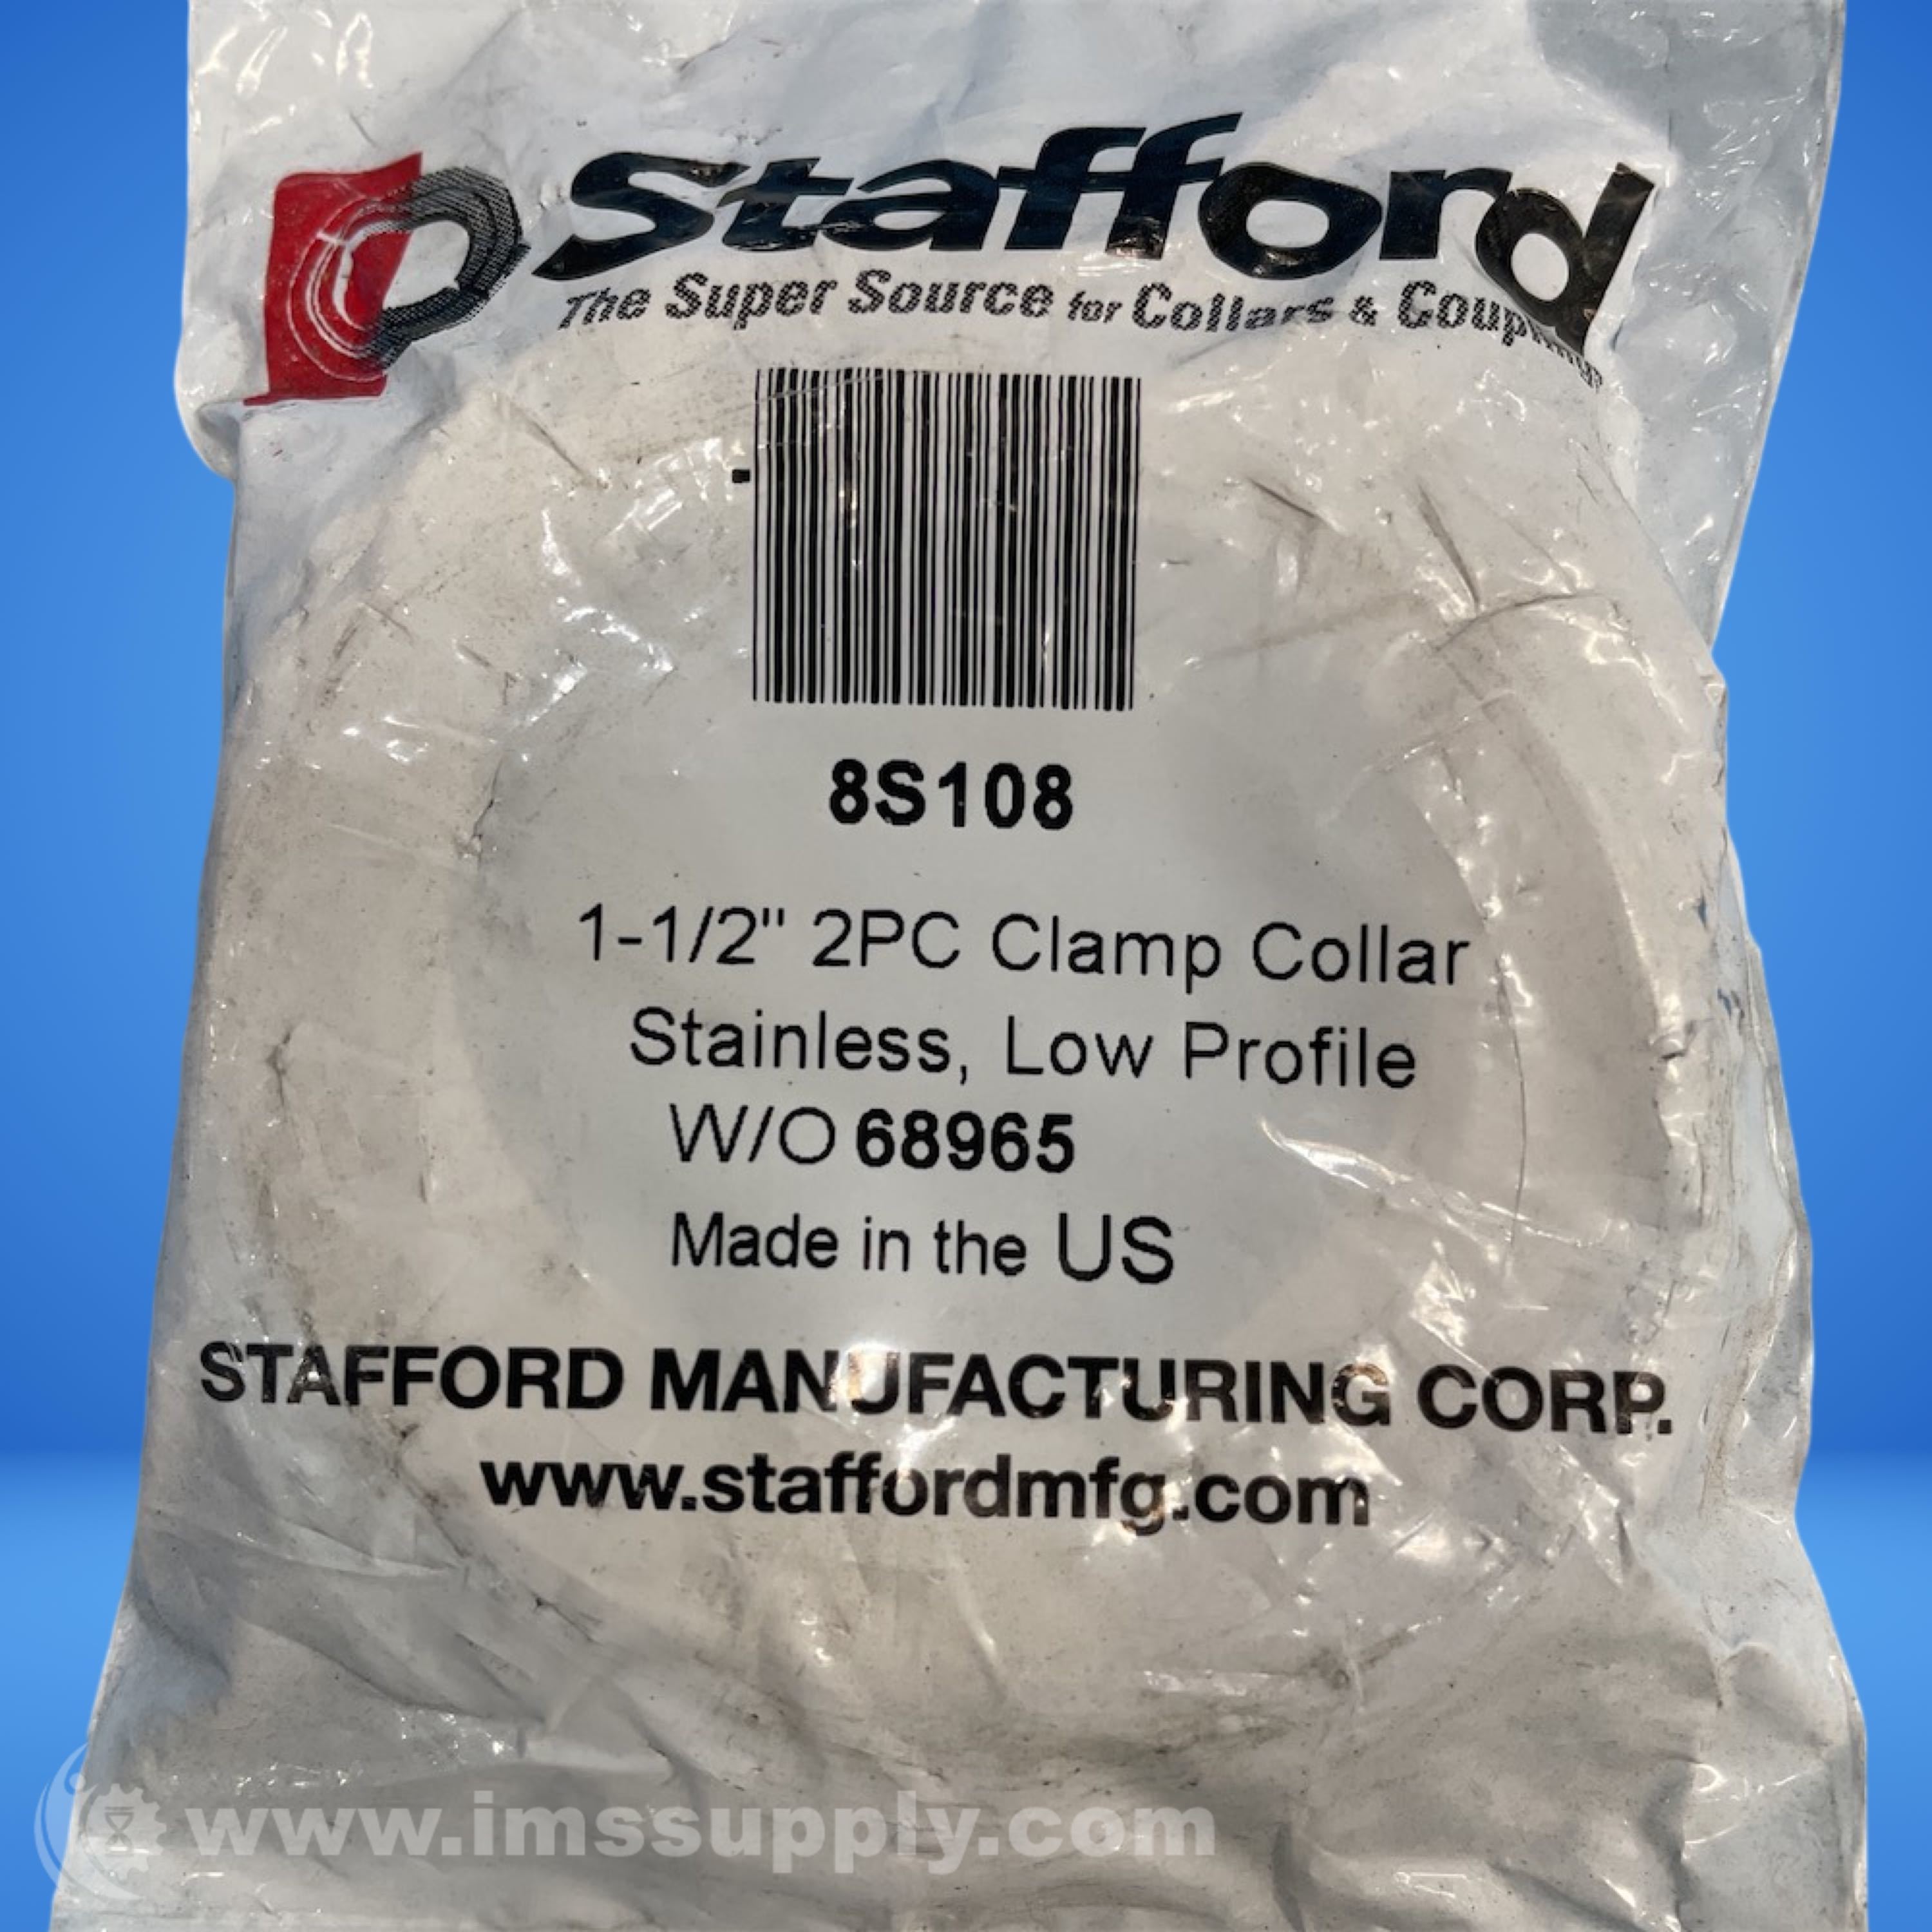 Stafford
The Super Source for Collars & Couplings
8S108
1-1/2" 2PC Clamp Collar
Stainless, Low Profile
W/O 68965
Made in the US
STAFFORD MANUFACTURING CORP.
www.staffordmfg.com
www.imssupply.com